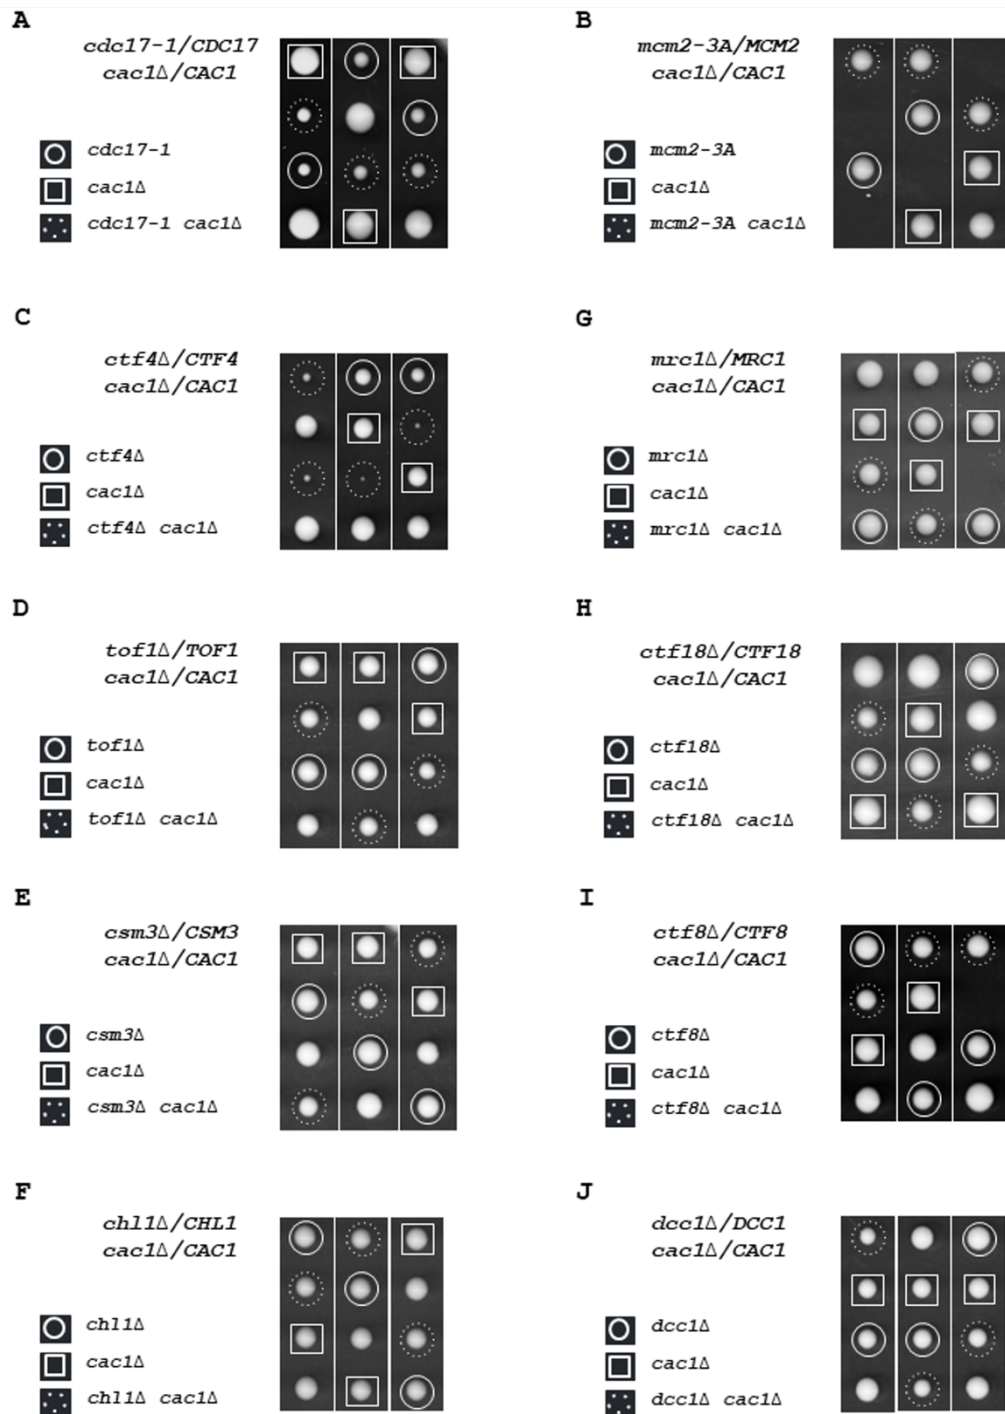 A
cdc17-1/CDC17
cac1Δ/CAC1
cdc17-1
cac1Δ
cdc17-1 cac1Δ
B
mcm2-3A/MCM2
cac1Δ/CAC1
mcm2-3A
cac1Δ
mcm2-3A cac1Δ
C
ctf4Δ/CTF4
cac1Δ/CAC1
ctf4Δ
cac1Δ
ctf4Δ cac1Δ
G
mrc1Δ/MRC1
cac1Δ/CAC1
mrc1Δ
cac1Δ
mrc1Δ cac1Δ
D
tof1Δ/TOF1
cac1Δ/CAC1
tof1Δ
cac1Δ
tof1Δ cac1Δ
H
ctf18Δ/CTF18
cac1Δ/CAC1
ctf18Δ
cac1Δ
ctf18Δ cac1Δ
E
csm3Δ/CSM3
cac1Δ/CAC1
csm3Δ
cac1Δ
csm3Δ cac1Δ
I
ctf8Δ/CTF8
cac1Δ/CAC1
ctf8Δ
cac1Δ
ctf8Δ cac1Δ
F
chl1Δ/CHL1
cac1Δ/CAC1
chl1Δ
cac1Δ
chl1Δ cac1Δ
J
dcc1Δ/DCC1
cac1Δ/CAC1
dcc1Δ
cac1Δ
dcc1Δ cac1Δ